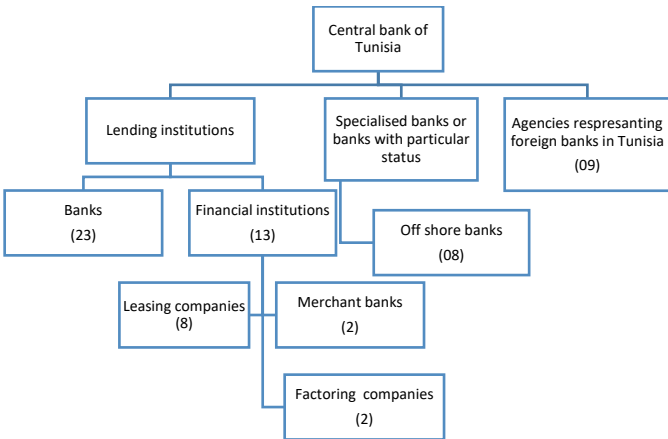 Central bank of
Tunisia
Lending institutions
Specialised banks or
banks with particular
status
Agencies respresanting
foreign banks in Tunisia
(09)
Banks
(23)
Financial institutions
(13)
Off shore banks
(08)
Leasing companies
(8)
Merchant banks
(2)
Factoring companies
(2)